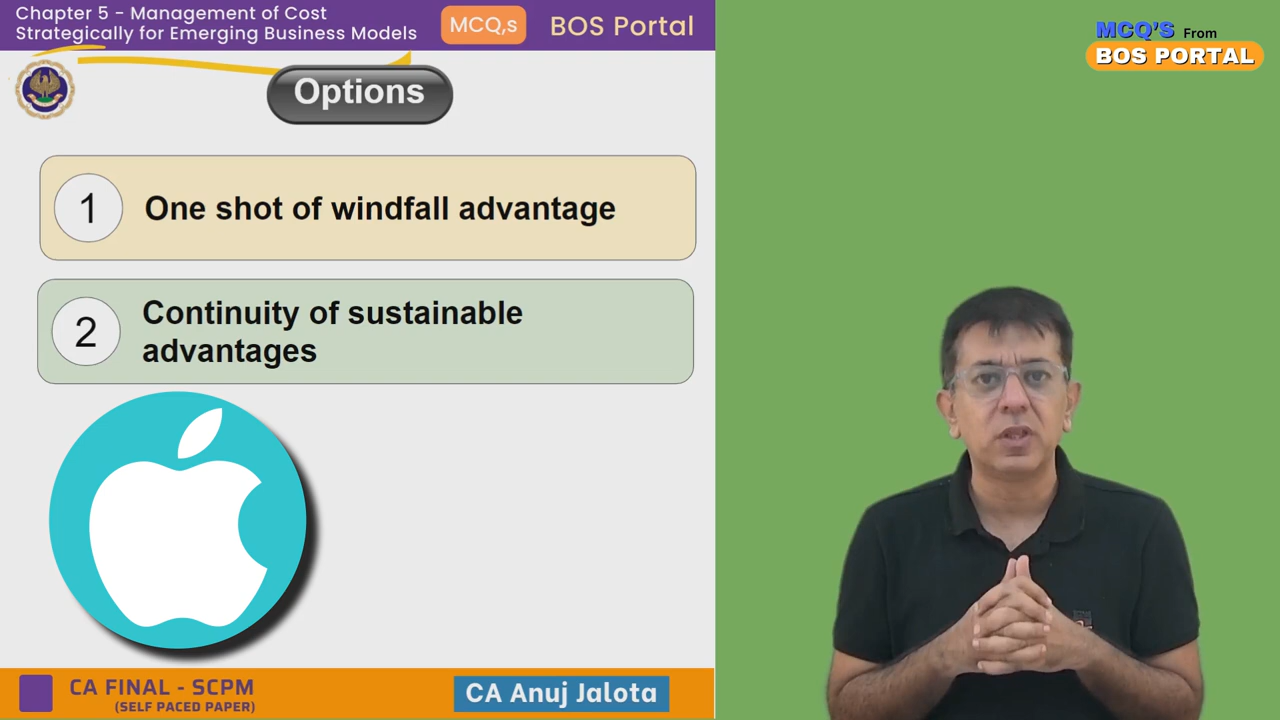 Chapter 5 - Management of Cost
Strategically for Emerging Business Models
MCQ,s
BOS Portal
MCQ'S From
BOS PORTAL
Options
1
One shot of windfall advantage
2
Continuity of sustainable
advantages
CA FINAL - SCPM
(SELF PACED PAPER)
CA Anuj Jalota